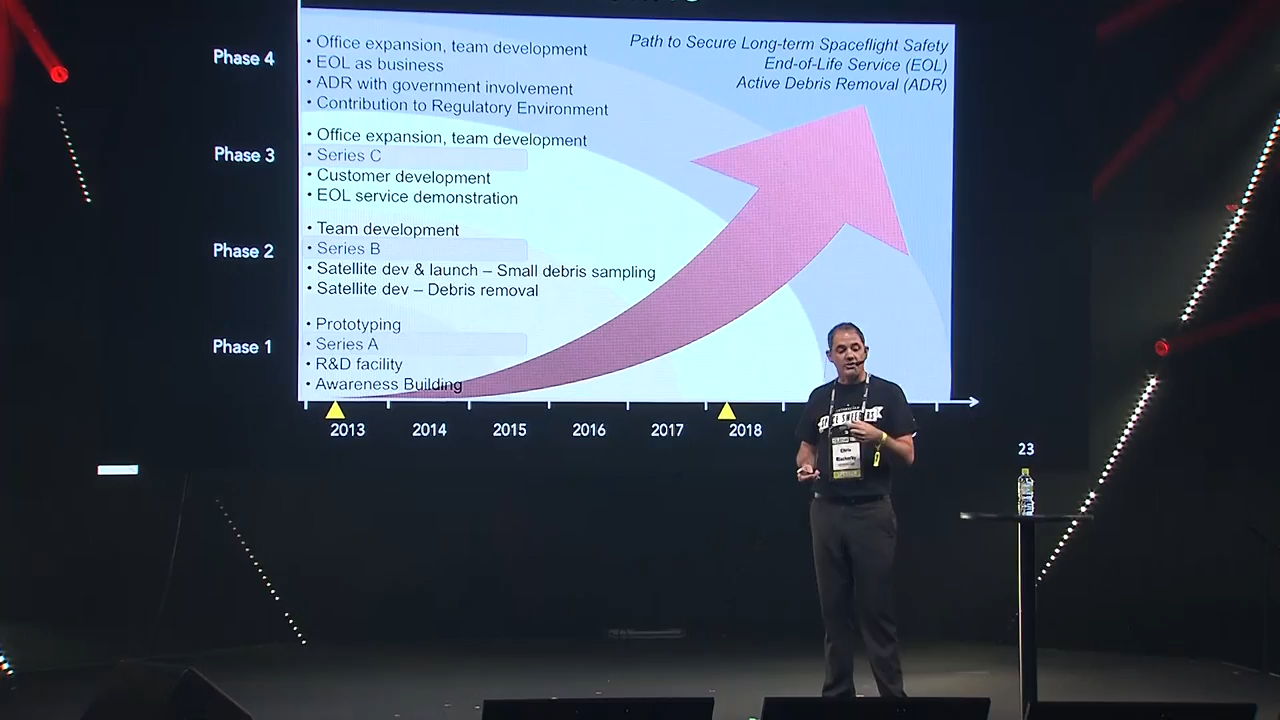 Phase 4
• Office expansion, team development
• EOL as business
• ADR with government involvement
• Contribution to Regulatory Environment
Path to Secure Long-term Spaceflight Safety
End-of-Life Service (EOL)
Active Debris Removal (ADR)
Phase 3
• Office expansion, team development
• Series C
• Customer development
• EOL service demonstration
Phase 2
• Team development
• Series B
• Satellite dev & launch – Small debris sampling
• Satellite dev – Debris removal
Phase 1
• Prototyping
• Series A
• R&D facility
• Awareness Building
2013 2014 2015 2016 2017 2018
23
Chris
Blackerby